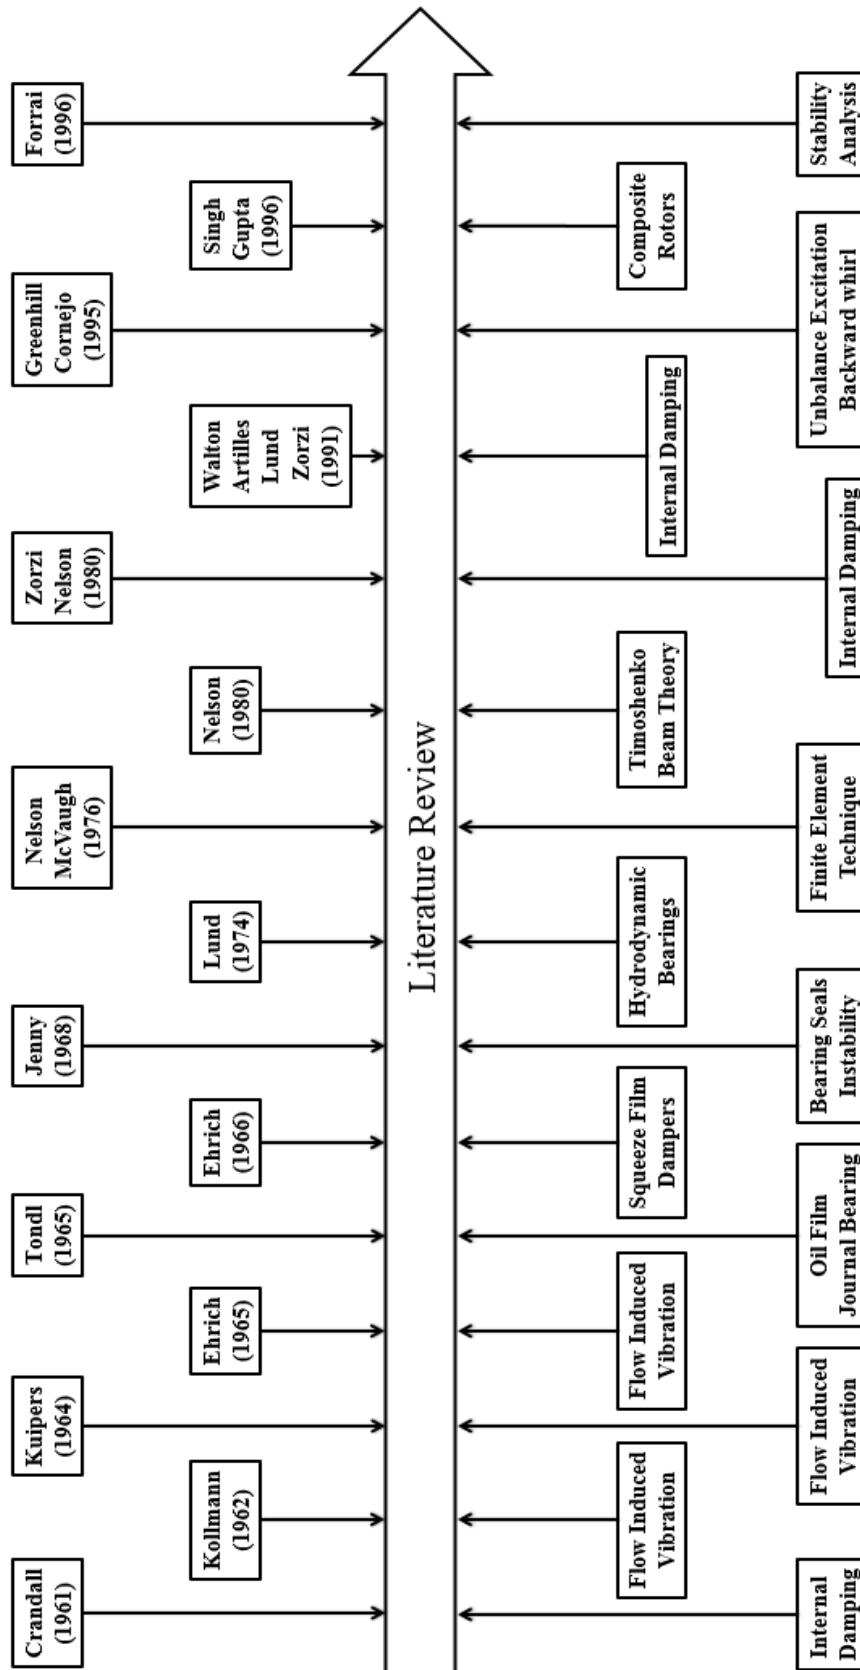 Crandall
(1961)
Kollmann
(1962)
Kuipers
(1964)
Ehrich
(1965)
Tondl
(1965)
Ehrich
(1966)
Jenny
(1968)
Lund
(1974)
Nelson
McVaugh
(1976)
Nelson
(1980)
Zorzi
Nelson
(1980)
Walton
Artilles
Lund
Zorzi
(1991)
Greenhill
Cornejo
(1995)
Singh
Gupta
(1996)
Forrai
(1996)
Literature Review
Internal
Damping
Flow Induced
Vibration
Flow Induced
Vibration
Flow Induced
Vibration
Oil Film
Journal Bearing
Squeeze Film
Dampers
Bearing Seals
Instability
Hydrodynamic
Bearings
Finite Element
Technique
Timoshenko
Beam Theory
Internal Damping
Internal Damping
Unbalance Excitation
Backward whirl
Composite
Rotors
Stability
Analysis